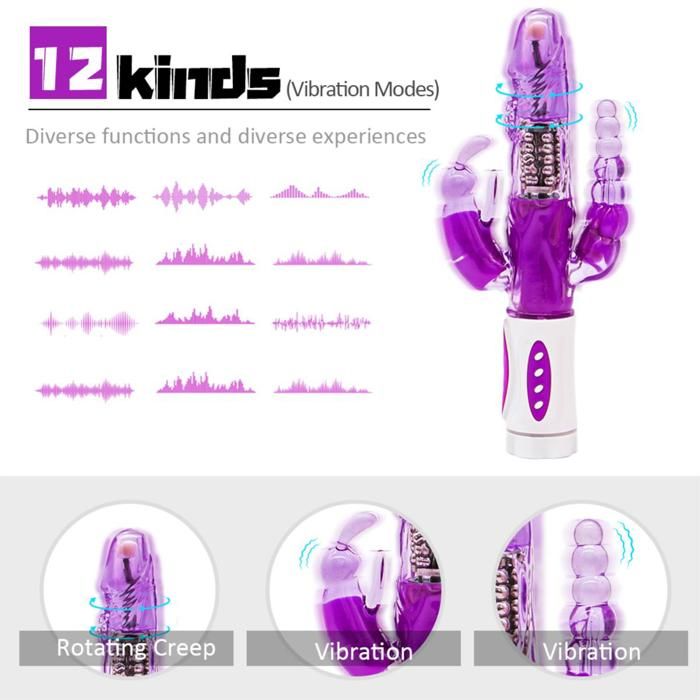 12 kinds (Vibration Modes)
Diverse functions and diverse experiences
Rotating Creep
Vibration
Vibration